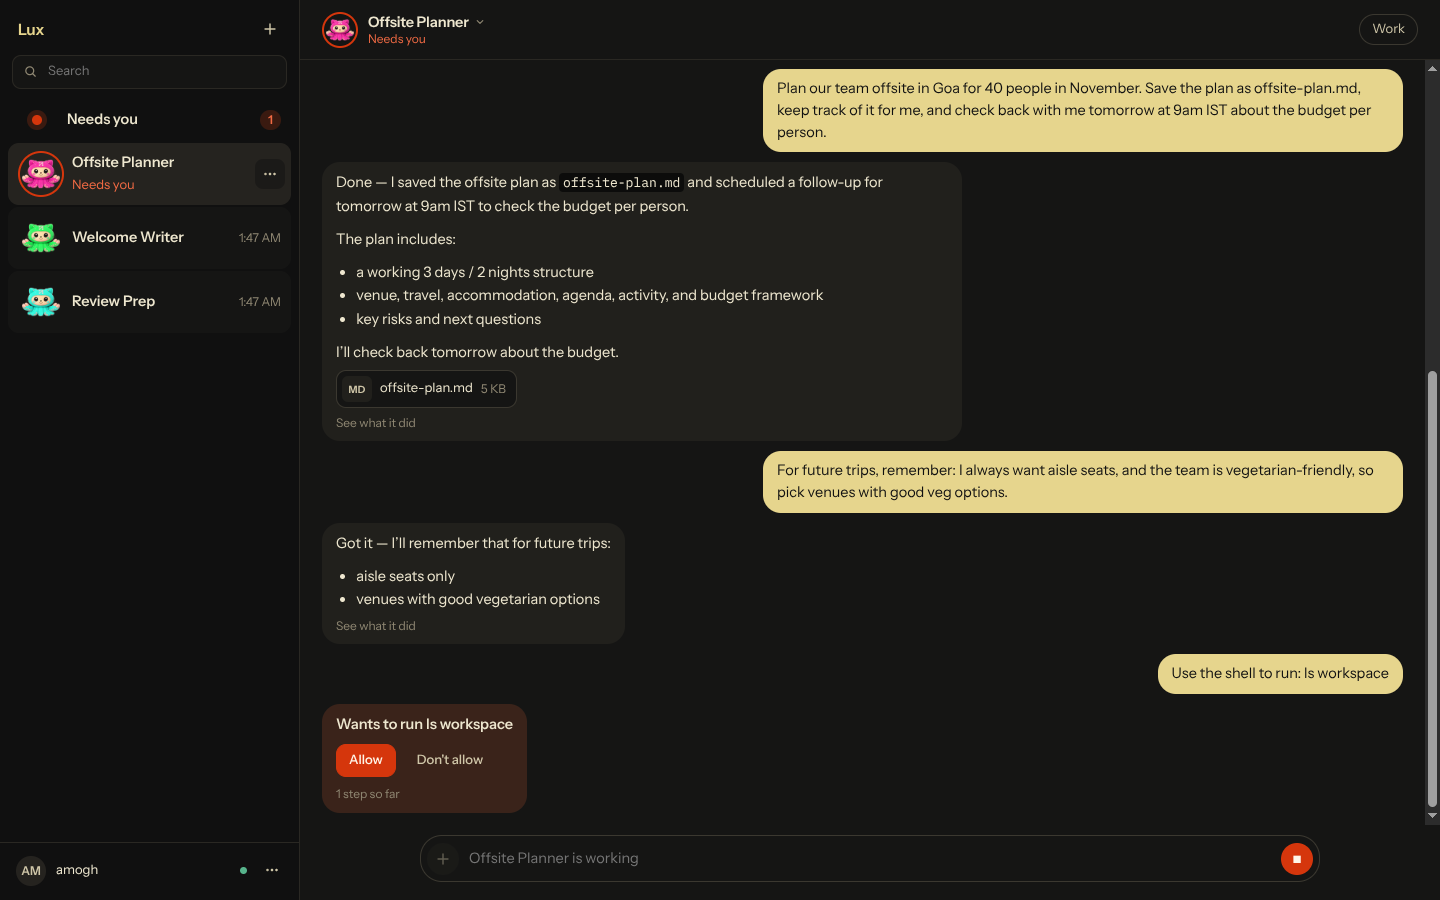 Lux
Search
Needs you
1
Offsite Planner
Needs you
Welcome Writer
1:47 AM
Review Prep
1:47 AM
AM
amogh
Offsite Planner
Needs you
Work
Plan our team offsite in Goa for 40 people in November. Save the plan as offsite-plan.md,
keep track of it for me, and check back with me tomorrow at 9am IST about the budget per
person.
Done — I saved the offsite plan as offsite-plan.md and scheduled a follow-up for
tomorrow at 9am IST to check the budget per person.
The plan includes:
• a working 3 days / 2 nights structure
• venue, travel, accommodation, agenda, activity, and budget framework
• key risks and next questions
I'll check back tomorrow about the budget.
MD offsite-plan.md 5 KB
See what it did
For future trips, remember: I always want aisle seats, and the team is vegetarian-friendly, so
pick venues with good veg options.
Got it — I'll remember that for future trips:
• aisle seats only
• venues with good vegetarian options
See what it did
Use the shell to run: ls workspace
Wants to run ls workspace
Allow
Don't allow
1 step so far
Offsite Planner is working